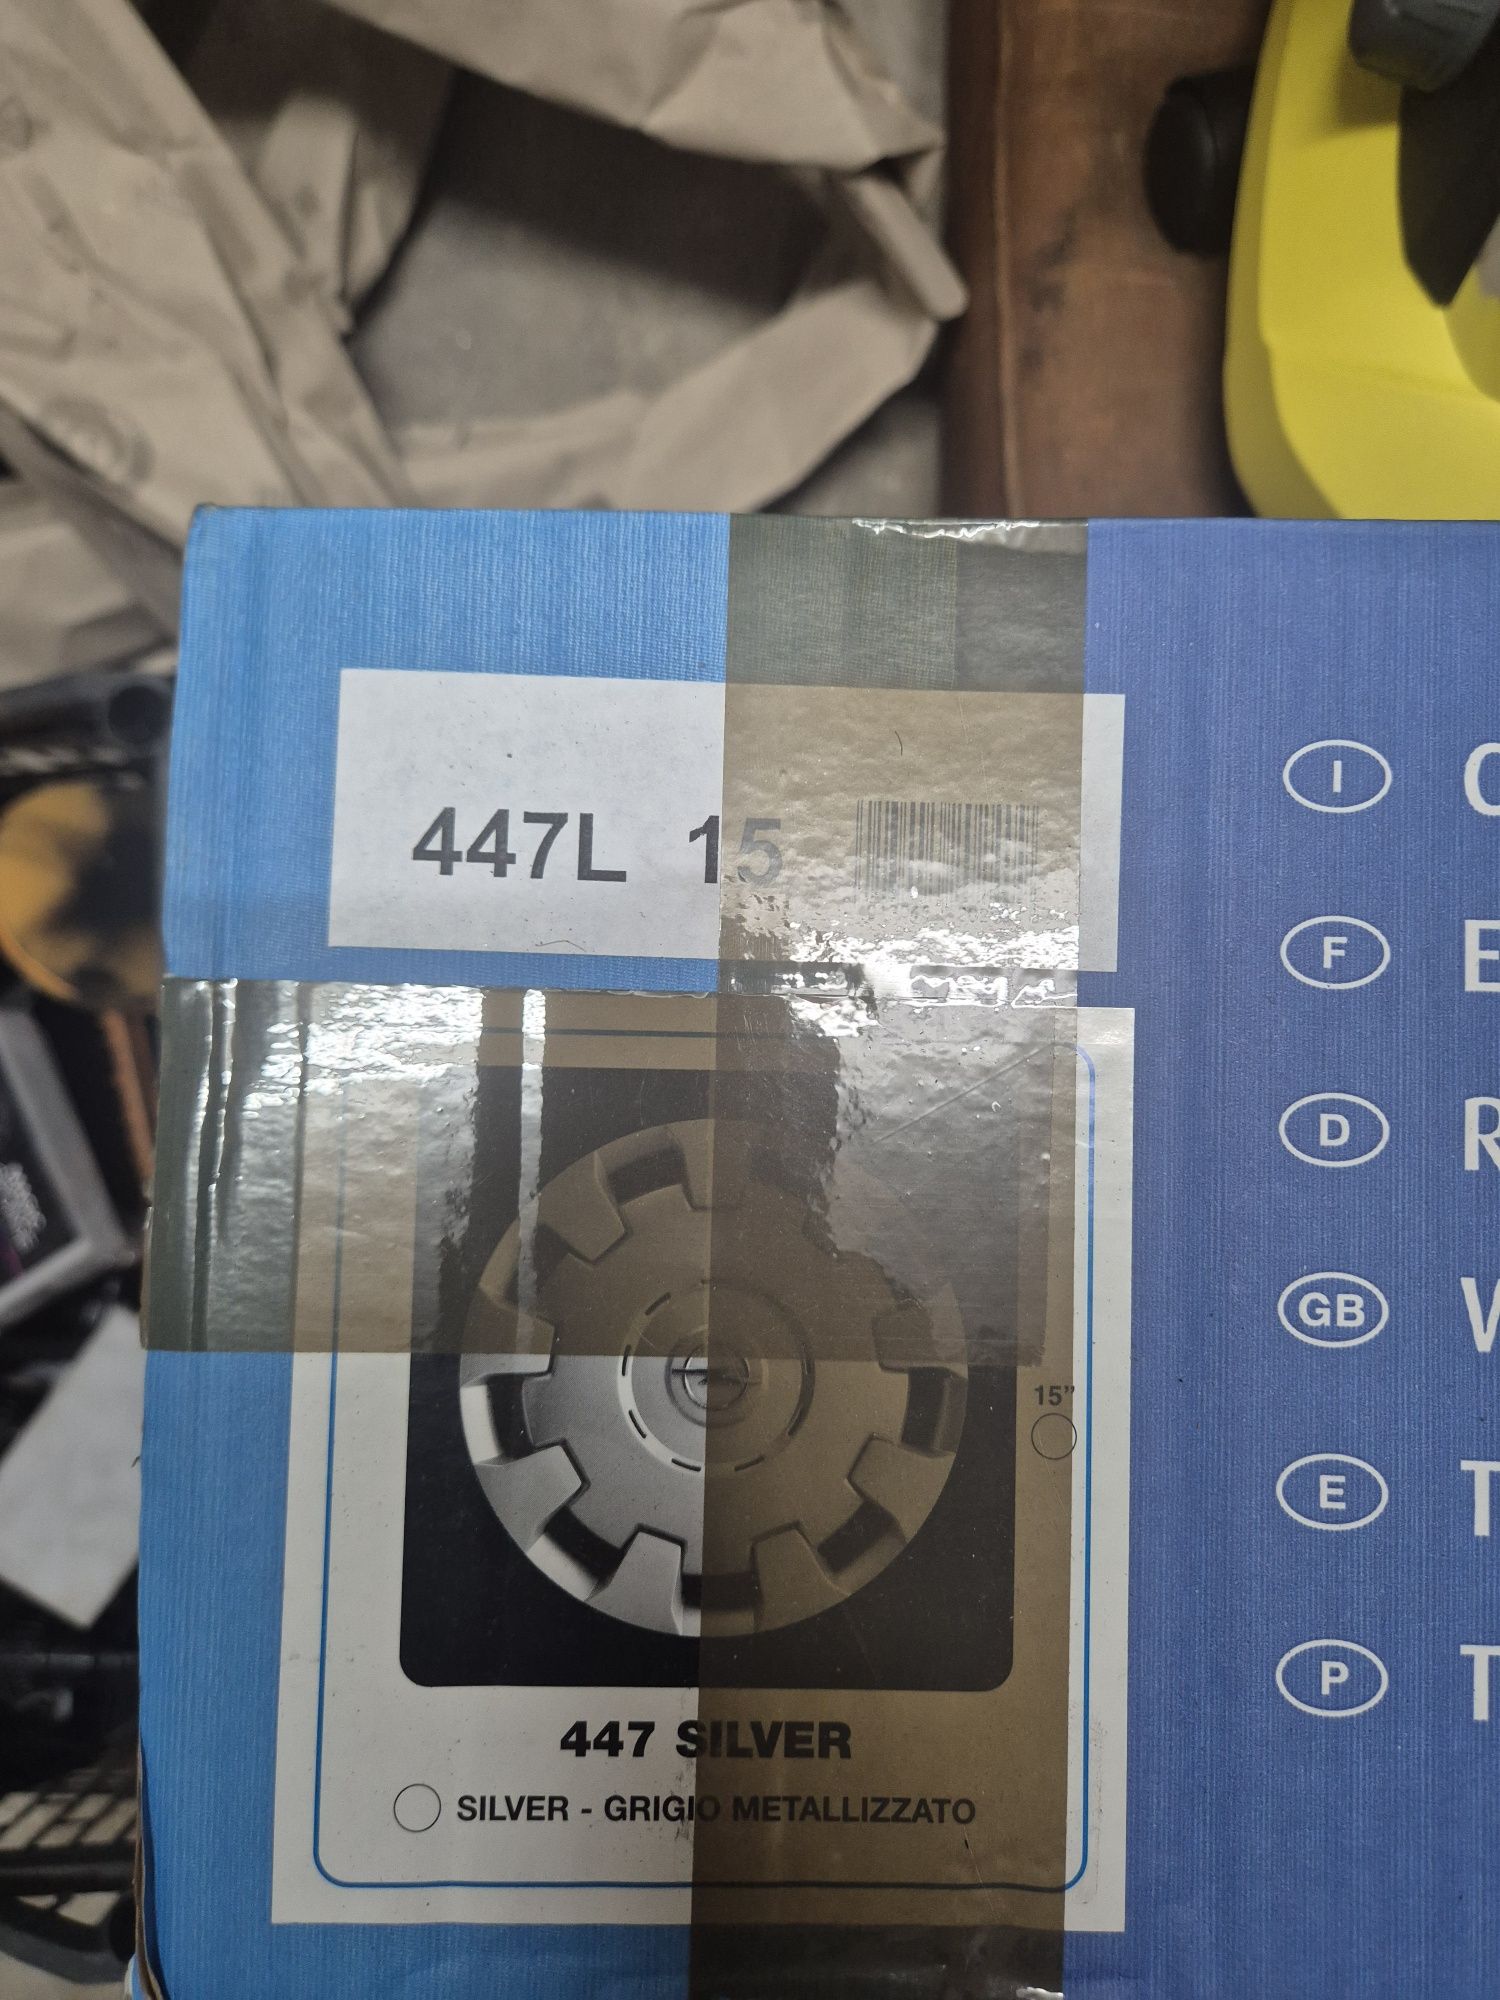 447L 15
I
F
D
GB
E
P
15”
447 SILVER
SILVER - GRIGIO METALLIZZATO